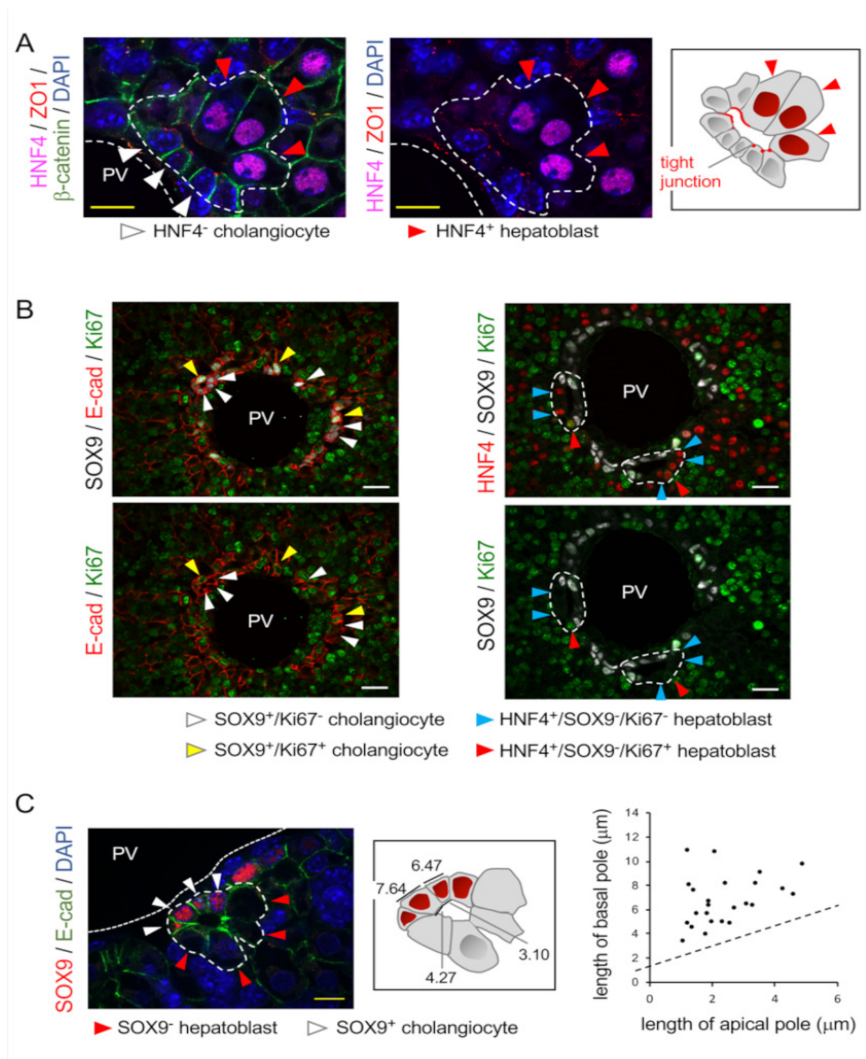 A
HNF4 / ZO1 /
β-catenin / DAPI
PV
HNF4 / ZO1 / DAPI
PV
tight
junction
HNF4⁻ cholangiocyte
HNF4⁺ hepatoblast
B
SOX9 / E-cad / Ki67
PV
HNF4 / SOX9 / Ki67
PV
E-cad / Ki67
PV
SOX9 / Ki67
PV
SOX9⁺/Ki67⁻ cholangiocyte
HNF4⁺/SOX9⁻/Ki67⁻ hepatoblast
SOX9⁺/Ki67⁺ cholangiocyte
HNF4⁺/SOX9⁻/Ki67⁺ hepatoblast
C
SOX9 / E-cad / DAPI
PV
6.47
7.64
3.10
4.27
length of basal pole (μm)
14
12
10
8
6
4
2
0
0 2 4 6
length of apical pole (μm)
SOX9⁻ hepatoblast
SOX9⁺ cholangiocyte